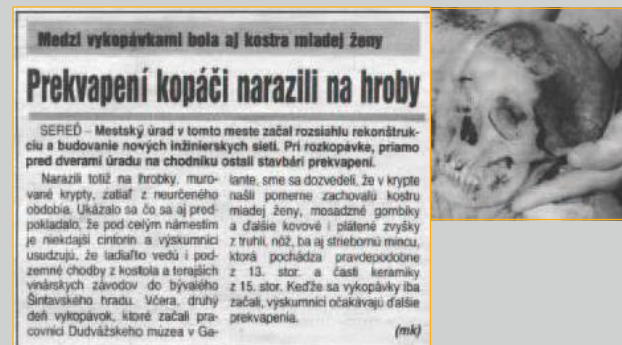 Medzi vykopávkami bola aj kostra mladej ženy
Prekvapení kopáči narazili na hroby
SEREĎ – Mestský úrad v tomto meste začal rozsiahlu rekonštruk-
ciu a budovanie nových inžinierskych sietí. Pri rozkopávke, priamo
pred dverami úradu na chodníku ostali stavbári prekvapení.
Narazili totiž na hrobky, muro-
vané krypty, zatiaľ z neurčeného
obdobia. Ukázalo sa čo sa aj pred-
pokladalo, že pod celým námestím
je niekdajší cintorín a výskumníci
usudzujú, že tadiaľto vedú i pod-
zemné chodby z kostola a terajších
vinárskych závodov do bývalého
Šintavského hradu. Včera, druhý
deň vykopávok, ktoré začali pra-
covníci Dudvážskeho múzea v Ga-
lante, sme sa dozvedeli, že v krypte
našli pomerne zachovalú kostru
mladej ženy, mosadzné gombíky
a ďalšie kovové i plátené zvyšky
z truhli, nôž, ba aj striebornú mincu,
ktorá pochádza pravdepodobne
z 13. stor. a časti keramiky
z 15. stor. Keďže sa vykopávky iba
začali, výskumníci očakávajú ďalšie
prekvapenia.
(mk)